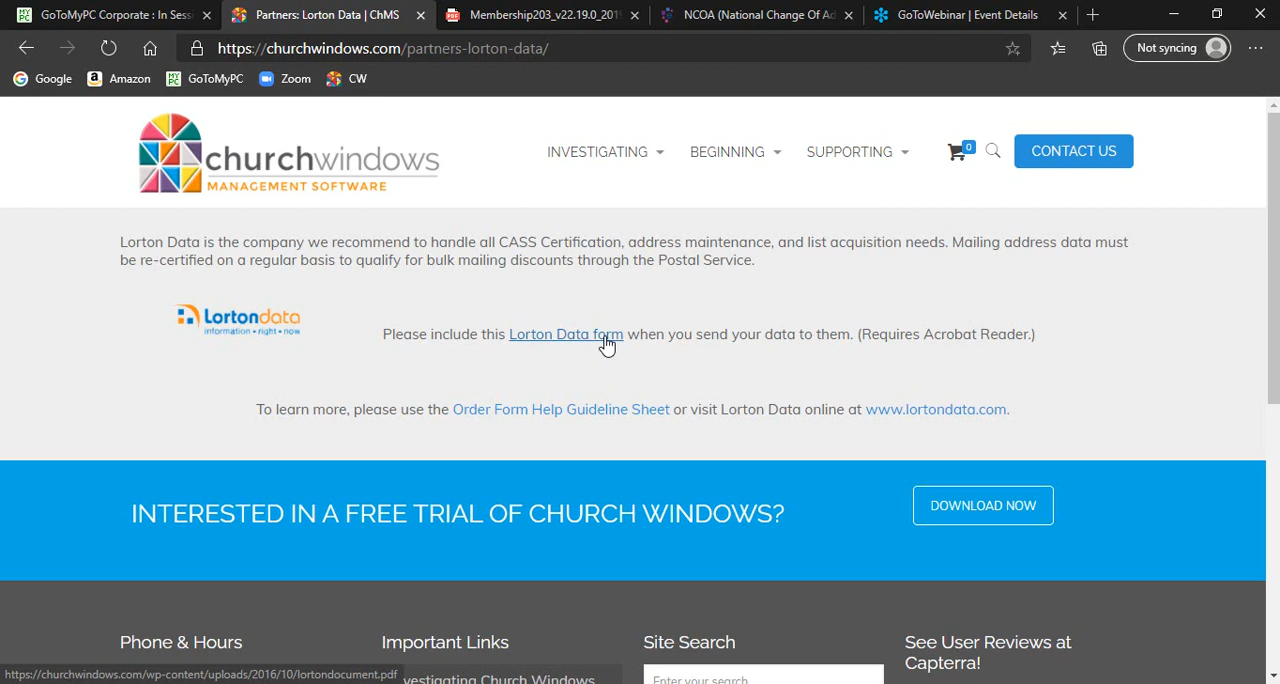 GoToMyPC Corporate : In Sess
Partners: Lorton Data | ChMS
Membership203_v22.19.0_201
NCOA (National Change Of Ad
GoToWebinar | Event Details
https://churchwindows.com/partners-lorton-data/
Not syncing
Google
Amazon
GoToMyPC
Zoom
CW
churchwindows
MANAGEMENT SOFTWARE
INVESTIGATING
BEGINNING
SUPPORTING
0
CONTACT US
Lorton Data is the company we recommend to handle all CASS Certification, address maintenance, and list acquisition needs. Mailing address data must
be re-certified on a regular basis to qualify for bulk mailing discounts through the Postal Service.
Lortondata
information • right • now
Please include this Lorton Data form when you send your data to them. (Requires Acrobat Reader.)
To learn more, please use the Order Form Help Guideline Sheet or visit Lorton Data online at www.lortondata.com.
INTERESTED IN A FREE TRIAL OF CHURCH WINDOWS?
DOWNLOAD NOW
Phone & Hours
Important Links
Site Search
See User Reviews at
Capterra!
https://churchwindows.com/wp-content/uploads/2016/10/lortondocument.pdf
vestigating Church Windows
Enter your search